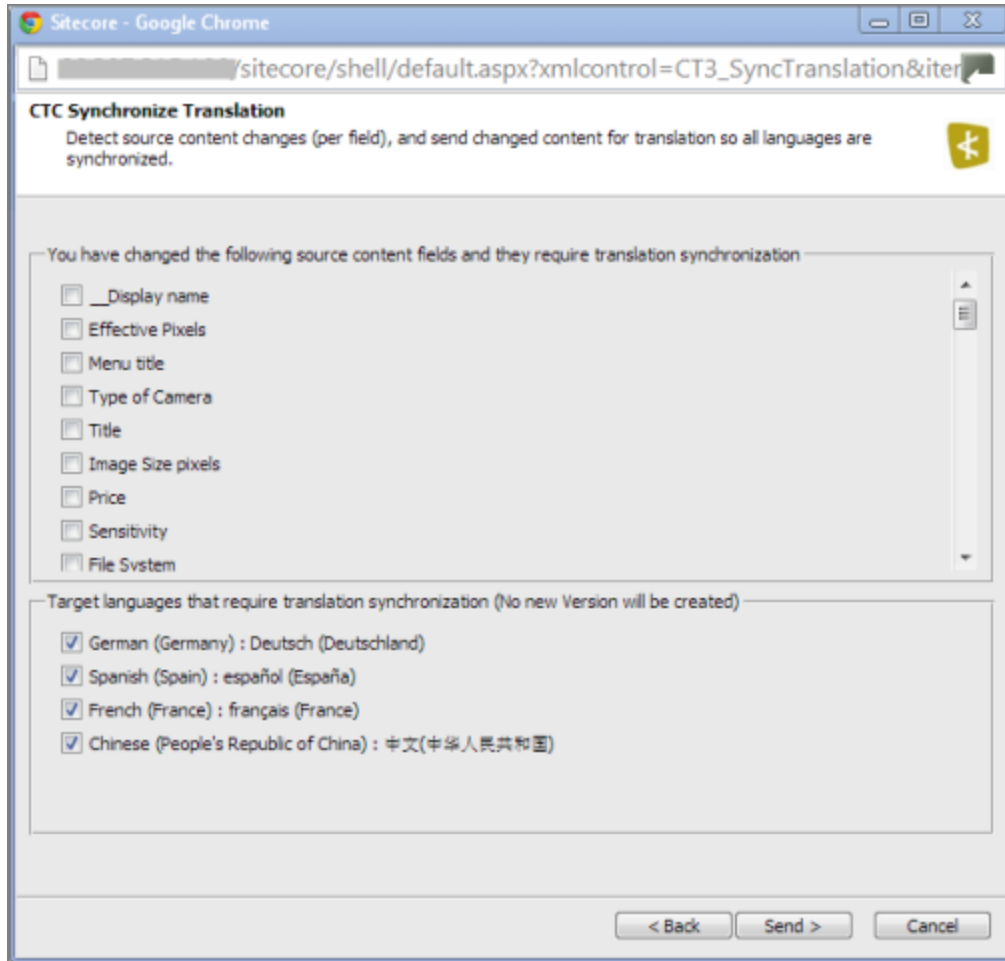 Sitecore - Google Chrome
/sitecore/shell/default.aspx?xmlcontrol=CT3_SyncTranslation&iter
CTC Synchronize Translation
Detect source content changes (per field), and send changed content for translation so all languages are
synchronized.
You have changed the following source content fields and they require translation synchronization
__Display name
Effective Pixels
Menu title
Type of Camera
Title
Image Size pixels
Price
Sensitivity
File System
Target languages that require translation synchronization (No new Version will be created)
German (Germany) : Deutsch (Deutschland)
Spanish (Spain) : español (España)
French (France) : français (France)
Chinese (People's Republic of China) : 中文(中华人民共和国)
< Back
Send >
Cancel